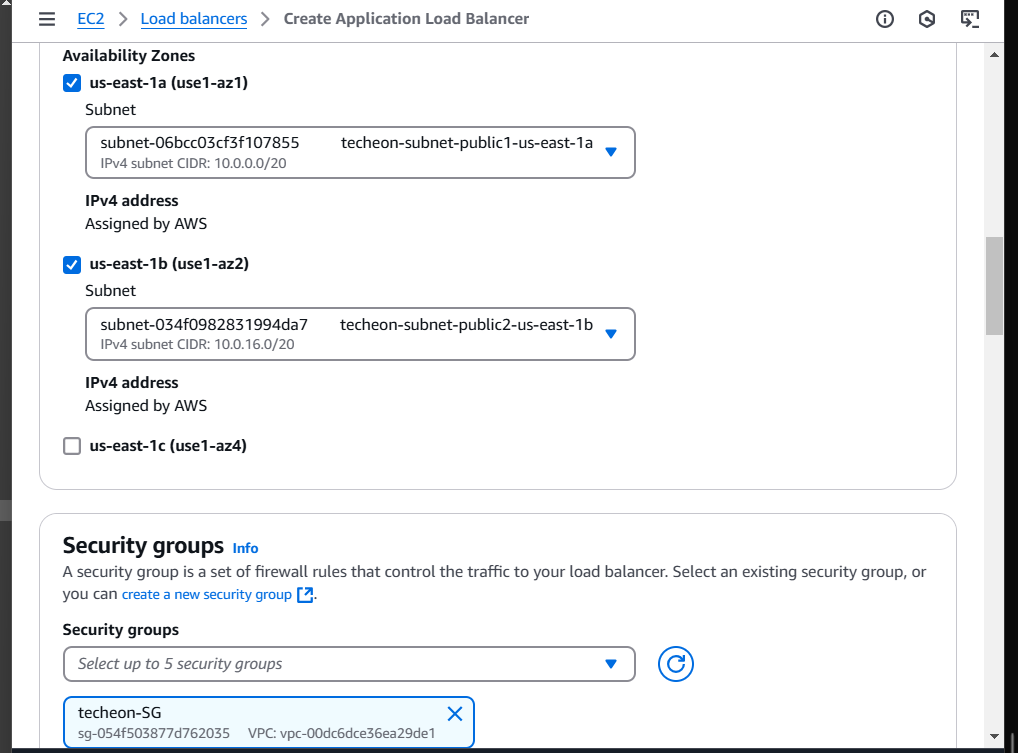 EC2 > Load balancers > Create Application Load Balancer
Availability Zones
us-east-1a (use1-az1)
Subnet
subnet-06bcc03cf3f107855 techeon-subnet-public1-us-east-1a
IPv4 subnet CIDR: 10.0.0.0/20
IPv4 address
Assigned by AWS
us-east-1b (use1-az2)
Subnet
subnet-034f0982831994da7 techeon-subnet-public2-us-east-1b
IPv4 subnet CIDR: 10.0.16.0/20
IPv4 address
Assigned by AWS
us-east-1c (use1-az4)
Security groups Info
A security group is a set of firewall rules that control the traffic to your load balancer. Select an existing security group, or
you can create a new security group.
Security groups
Select up to 5 security groups
techeon-SG
sg-054f503877d762035 VPC: vpc-00dc6dce36ea29de1